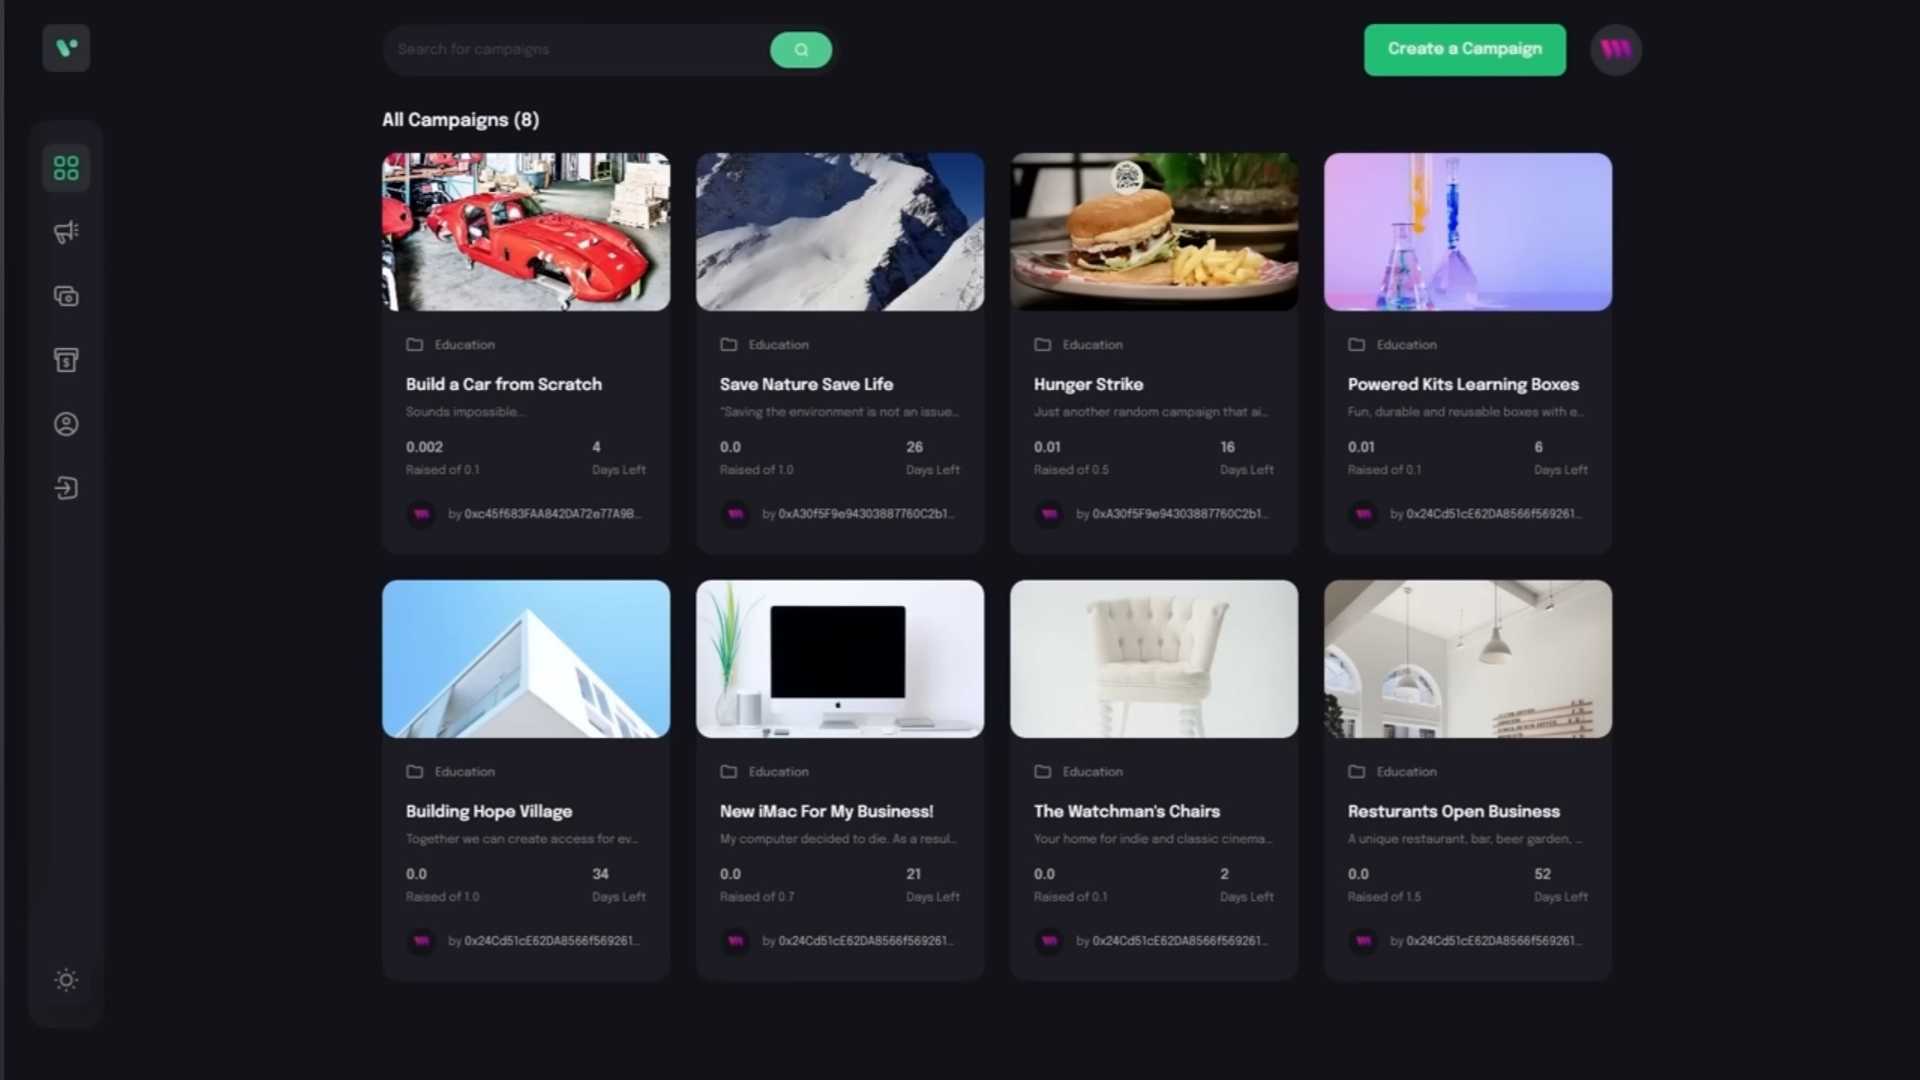 Search for campaigns
Create a Campaign
All Campaigns (8)
Education
Build a Car from Scratch
Sounds impossible...
0.002
Raised of 0.1
4
Days Left
by 0xc45f683FAA842DA72e77A9B...
Education
Save Nature Save Life
"Saving the environment is not an issue...
0.0
Raised of 1.0
26
Days Left
by 0xA30f5F9e94303887760C2b1...
Education
Hunger Strike
Just another random campaign that ai...
0.01
Raised of 0.5
16
Days Left
by 0xA30f5F9e94303887760C2b1...
Education
Powered Kits Learning Boxes
Fun, durable and reusable boxes with e...
0.01
Raised of 0.1
6
Days Left
by 0x24Cd51cE62DA8566f569261...
Education
Building Hope Village
Together we can create access for ev...
0.0
Raised of 1.0
34
Days Left
by 0x24Cd51cE62DA8566f569261...
Education
New iMac For My Business!
My computer decided to die. As a resul...
0.0
Raised of 0.7
21
Days Left
by 0x24Cd51cE62DA8566f569261...
Education
The Watchman's Chairs
Your home for indie and classic cinema...
0.0
Raised of 0.1
2
Days Left
by 0x24Cd51cE62DA8566f569261...
Education
Resturants Open Business
A unique restaurant, bar, beer garden, ...
0.0
Raised of 1.5
52
Days Left
by 0x24Cd51cE62DA8566f569261...